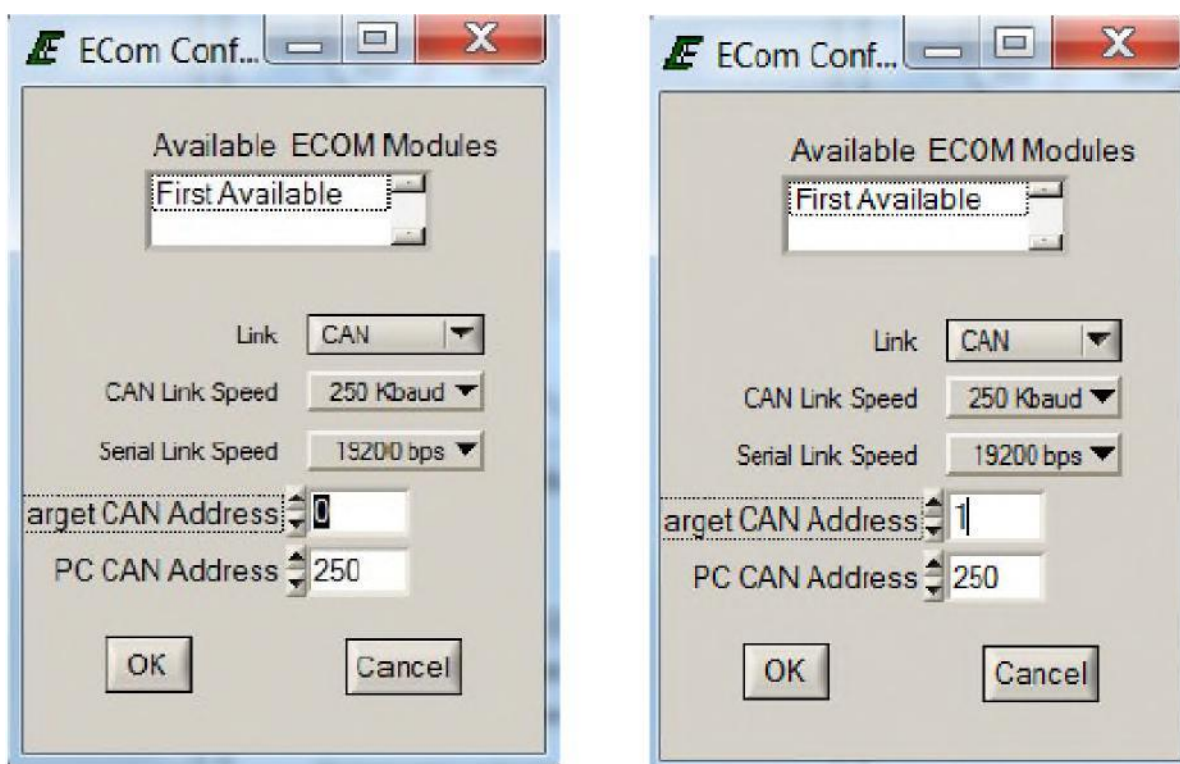 ECom Conf...
Available ECOM Modules
First Available
Link CAN
CAN Link Speed 250 Kbaud
Serial Link Speed 19200 bps
arget CAN Address 0
PC CAN Address 250
OK Cancel
ECom Conf...
Available ECOM Modules
First Available
Link CAN
CAN Link Speed 250 Kbaud
Serial Link Speed 19200 bps
arget CAN Address 1
PC CAN Address 250
OK Cancel